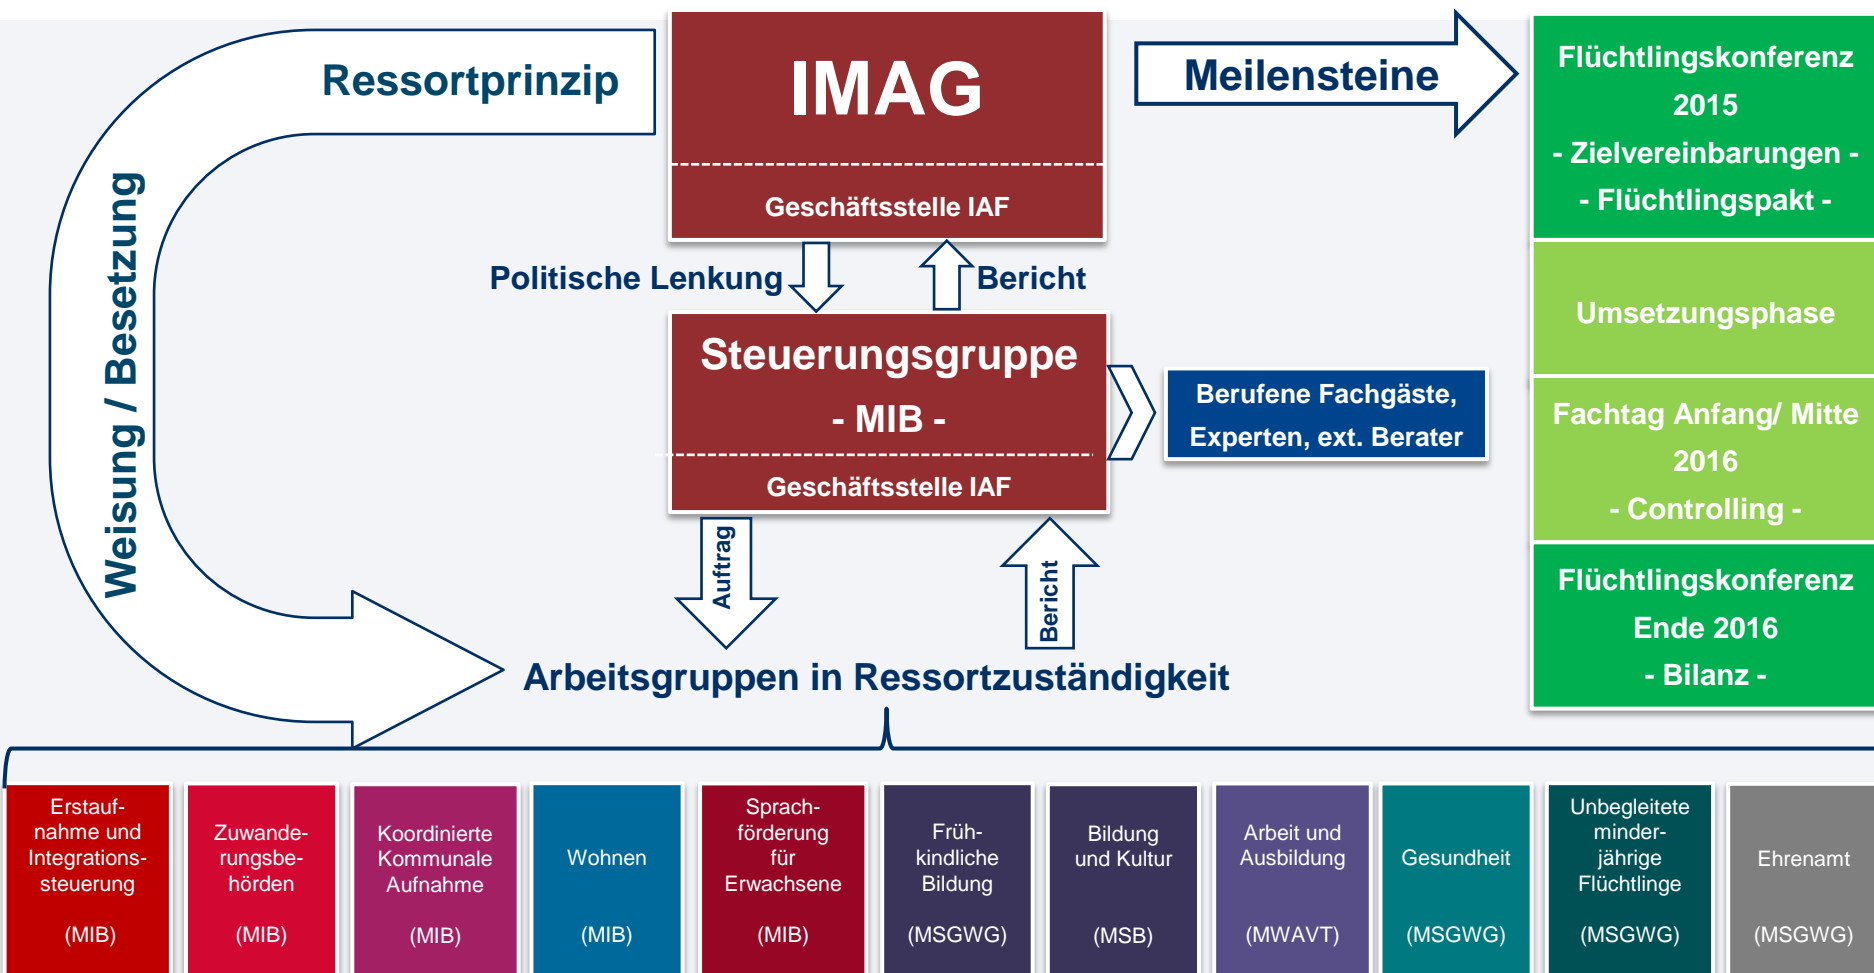 Ressortprinzip
Weisung / Besetzung
IMAG
Geschäftsstelle IAF
Meilensteine
Politische Lenkung
Bericht
Steuerungsgruppe
- MIB -
Geschäftsstelle IAF
Berufene Fachgäste,
Experten, ext. Berater
Auftrag
Bericht
Arbeitsgruppen in Ressortzuständigkeit
Flüchtlingskonferenz
2015
- Zielvereinbarungen -
- Flüchtlingspakt -
Umsetzungsphase
Fachtag Anfang/ Mitte
2016
- Controlling -
Flüchtlingskonferenz
Ende 2016
- Bilanz -
Erstauf-
nahme und
Integrations-
steuerung
(MIB)
Zuwande-
rungsbe-
hörden
(MIB)
Koordinierte
Kommunale
Aufnahme
(MIB)
Wohnen
(MIB)
Sprach-
förderung
für
Erwachsene
(MIB)
Früh-
kindliche
Bildung
(MSGWG)
Bildung
und Kultur
(MSB)
Arbeit und
Ausbildung
(MWAVT)
Gesundheit
(MSGWG)
Unbegleitete
minder-
jährige
Flüchtlinge
(MSGWG)
Ehrenamt
(MSGWG)